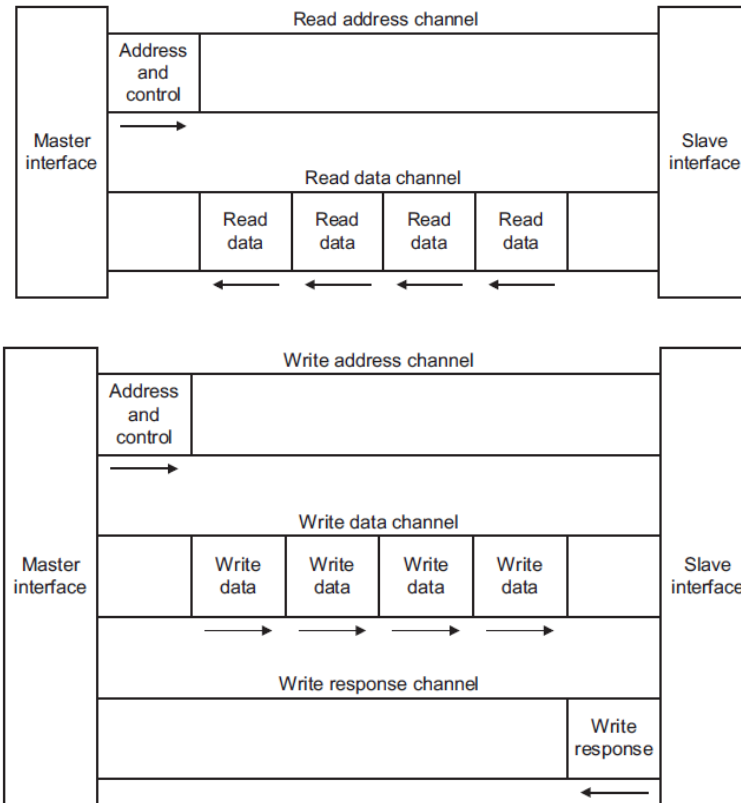 Read address channel
Address
and
control
Master
interface
Slave
interface
Read data channel
Read
data
Read
data
Read
data
Read
data
Write address channel
Address
and
control
Write data channel
Master
interface
Write
data
Write
data
Write
data
Write
data
Slave
interface
Write response channel
Write
response